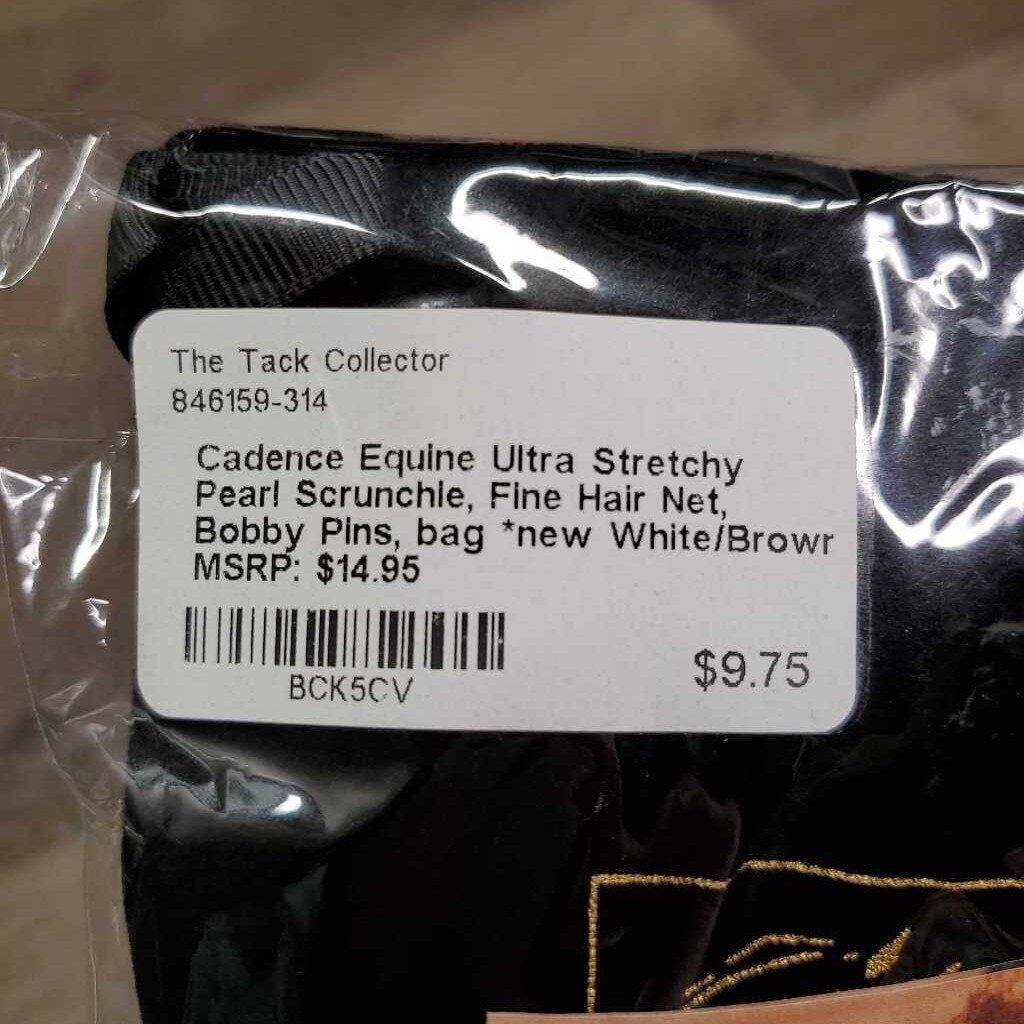 The Tack Collector
846159-314
Cadence Equine Ultra Stretchy
Pearl Scrunchie, Fine Hair Net,
Bobby Pins, bag *new White/Browr
MSRP: $14.95
BCK5CV
$9.75